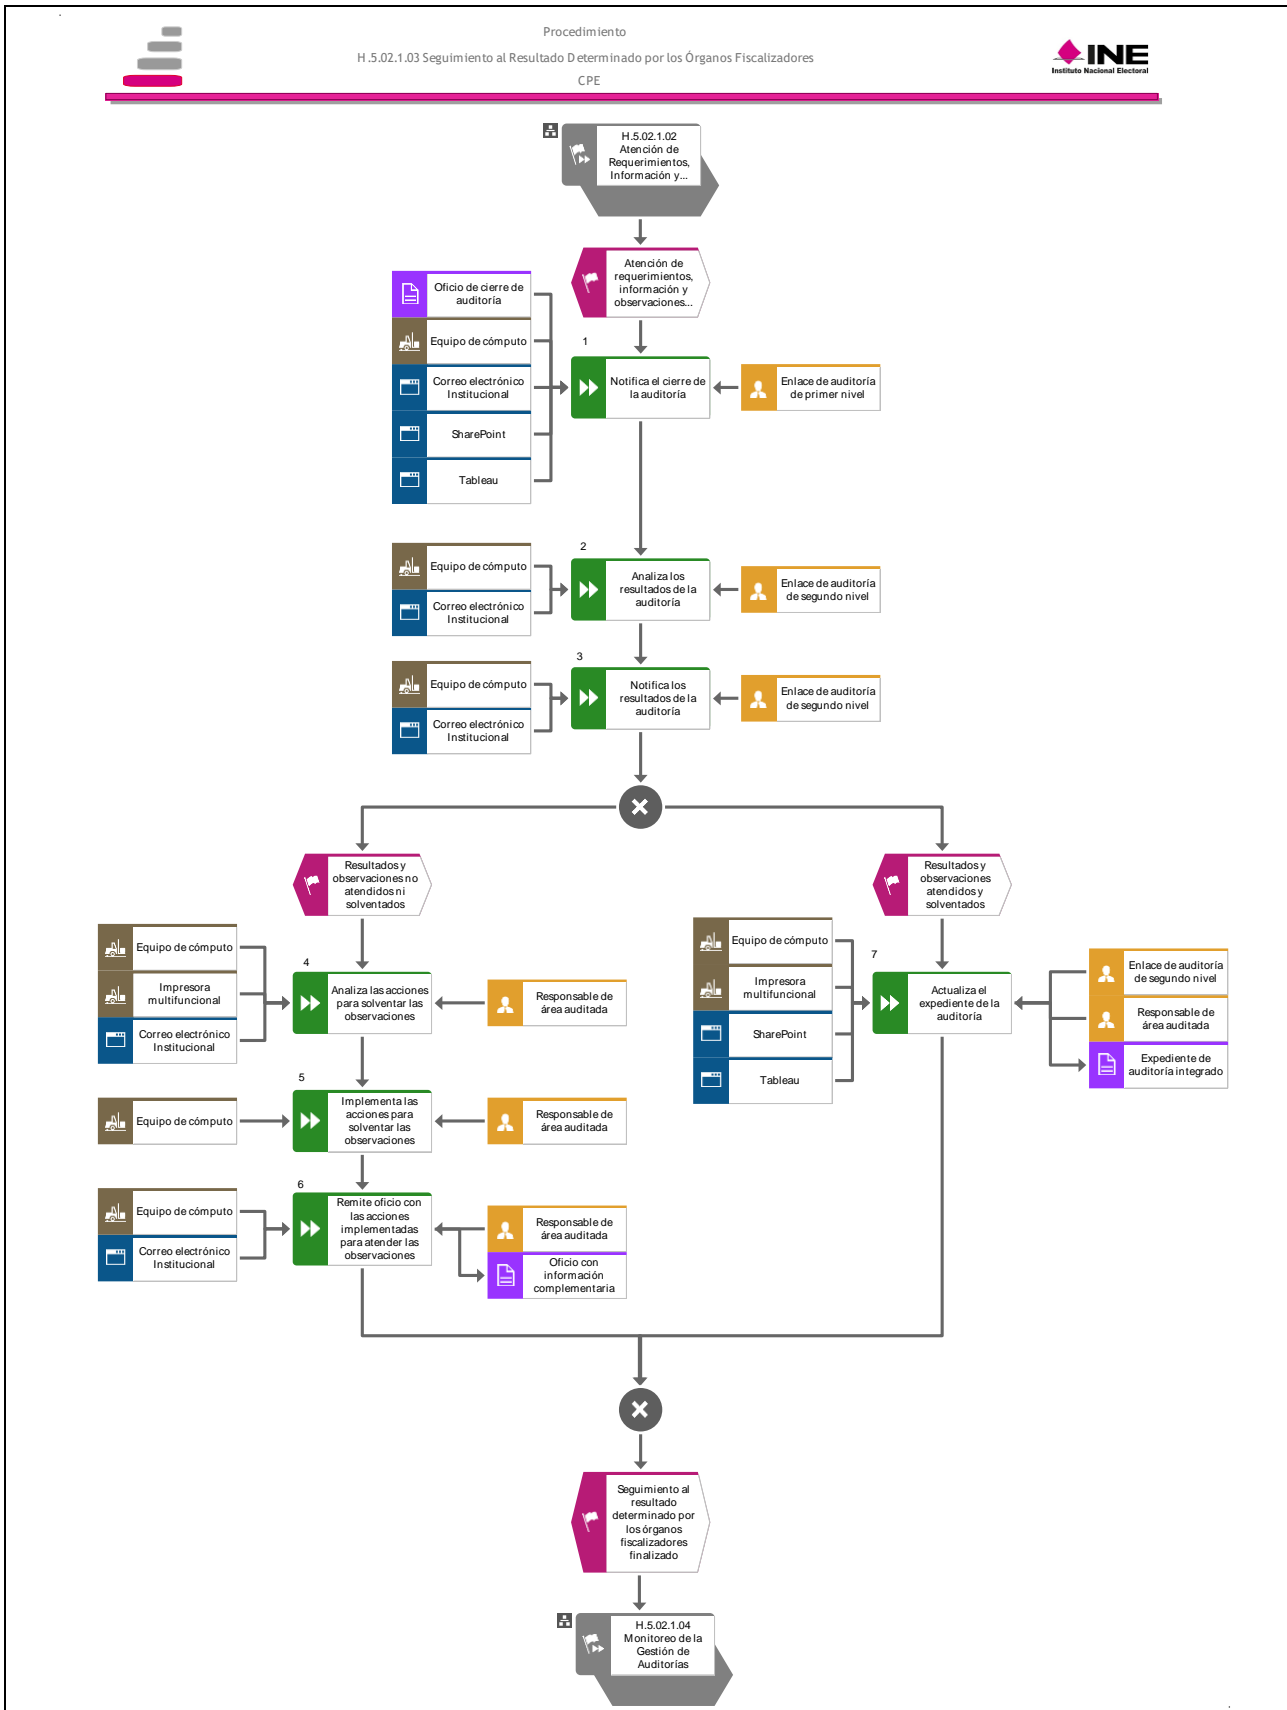 Procedimiento
H.5.02.1.03 Seguimiento al Resultado Determinado por los Órganos Fiscalizadores
CPE
INE
Instituto Nacional Electoral
H.5.02.1.02
Atención de
Requerimientos,
Información y...
Atención de
requerimientos,
información y
observaciones...
Oficio de cierre de
auditoría
Equipo de cómputo
Correo electrónico
Institucional
SharePoint
Tableau
1
Notifica el cierre de
la auditoría
Enlace de auditoría
de primer nivel
Equipo de cómputo
Correo electrónico
Institucional
2
Analiza los
resultados de la
auditoría
Enlace de auditoría
de segundo nivel
Equipo de cómputo
Correo electrónico
Institucional
3
Notifica los
resultados de la
auditoría
Enlace de auditoría
de segundo nivel
Resultados y
observaciones no
atendidos ni
solventados
Resultados y
observaciones
atendidos y
solventados
Equipo de cómputo
Impresora
multifuncional
Correo electrónico
Institucional
4
Analiza las acciones
para solventar las
observaciones
Responsable de
área auditada
Equipo de cómputo
Impresora
multifuncional
SharePoint
Tableau
7
Actualiza el
expediente de la
auditoría
Enlace de auditoría
de segundo nivel
Responsable de
área auditada
Expediente de
auditoría integrado
Equipo de cómputo
5
Implementa las
acciones para
solventar las
observaciones
Responsable de
área auditada
Equipo de cómputo
Correo electrónico
Institucional
6
Remite oficio con
las acciones
implementadas
para atender las
observaciones
Responsable de
área auditada
Oficio con
información
complementaria
Seguimiento al
resultado
determinado por
los órganos
fiscalizadores
finalizado
H.5.02.1.04
Monitoreo de la
Gestión de
Auditorías